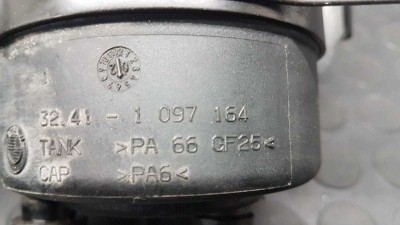 32.41 - 1 097 164
TANK >PA 66 GF25<
CAP >PA6<